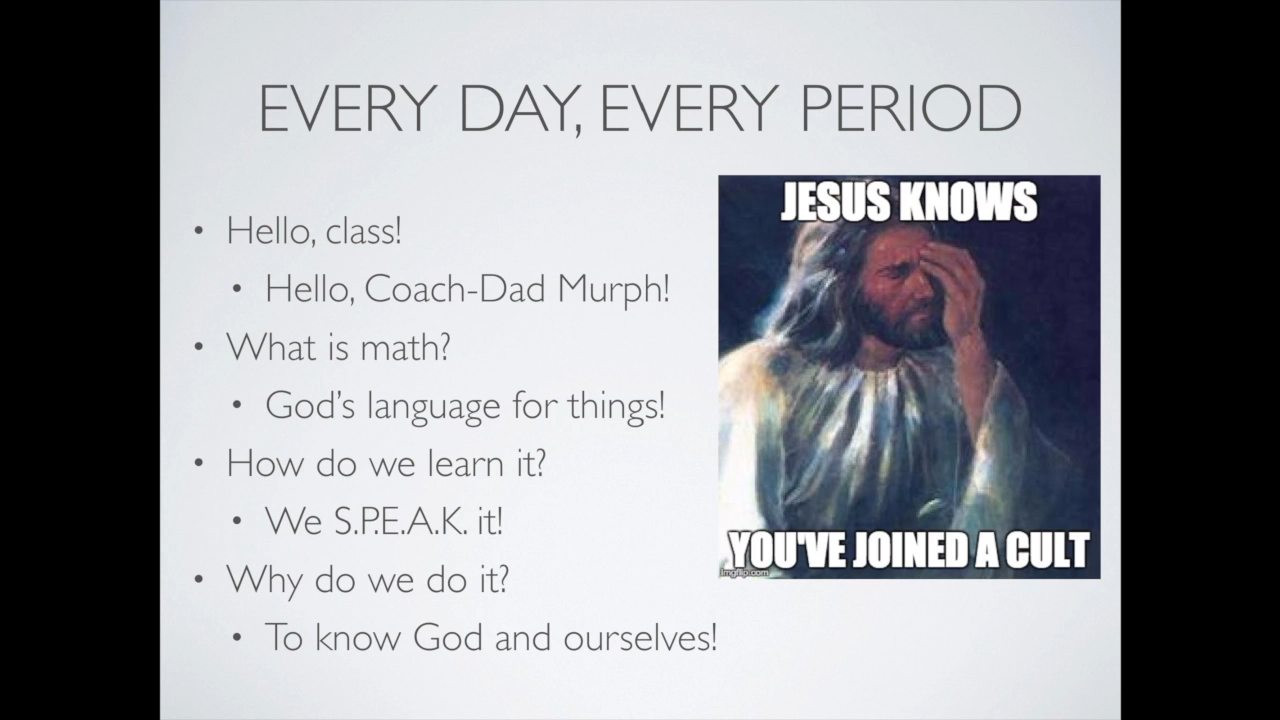 EVERY DAY, EVERY PERIOD
• Hello, class!
• Hello, Coach-Dad Murph!
• What is math?
• God's language for things!
• How do we learn it?
• We S.P.E.A.K. it!
• Why do we do it?
• To know God and ourselves!
JESUS KNOWS
YOU'VE JOINED A CULT
imgflip.com